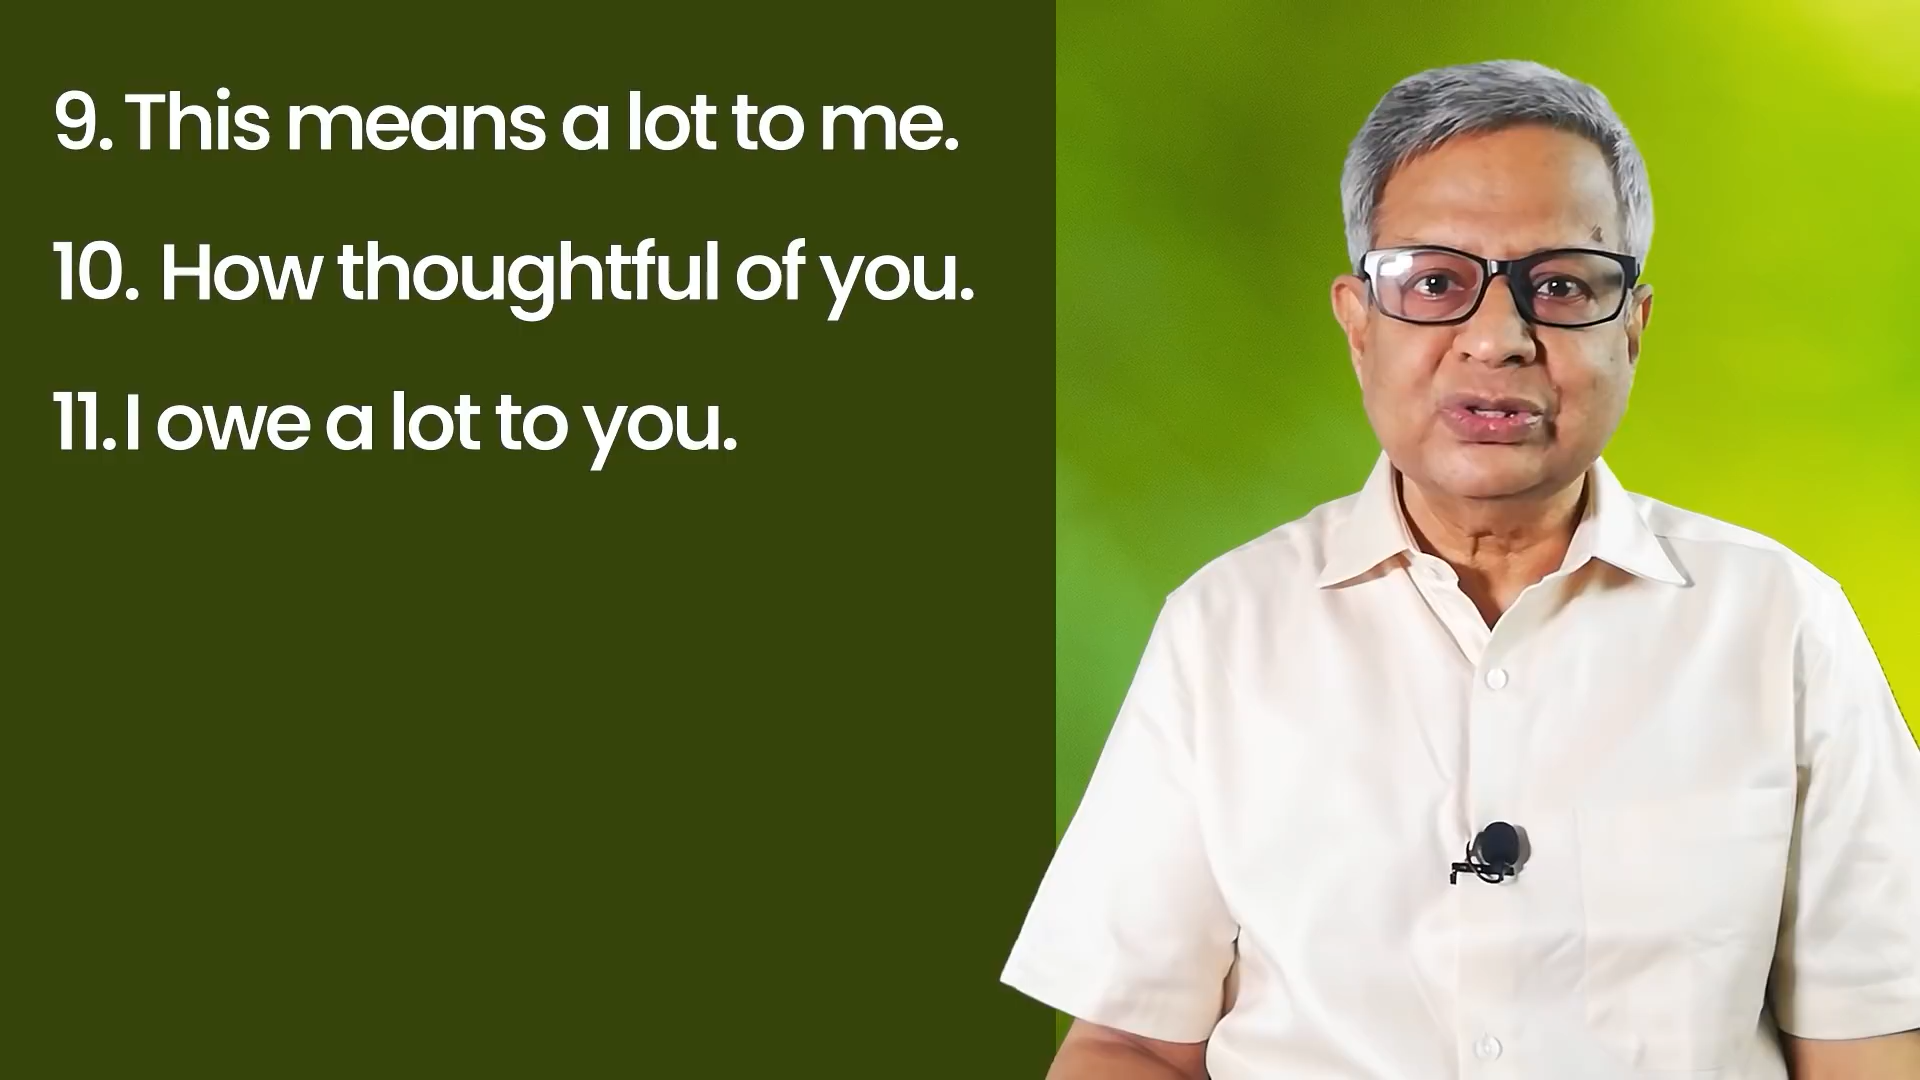 9. This means a lot to me.
10. How thoughtful of you.
11. I owe a lot to you.